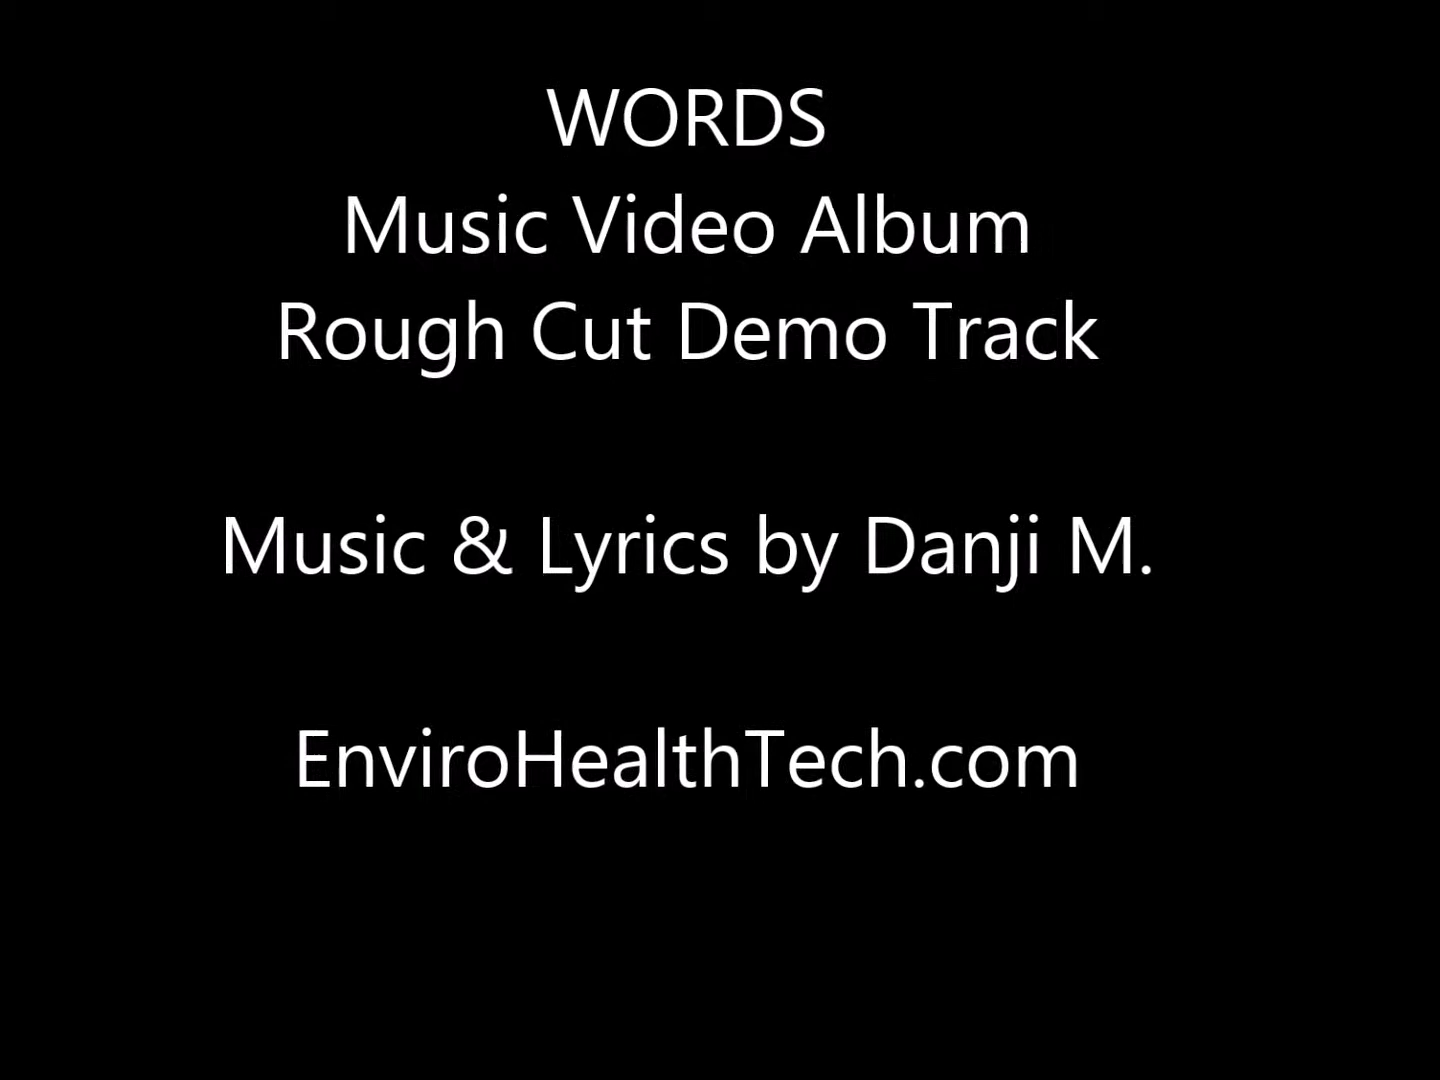 WORDS
Music Video Album
Rough Cut Demo Track
Music & Lyrics by Danji M.
EnviroHealthTech.com